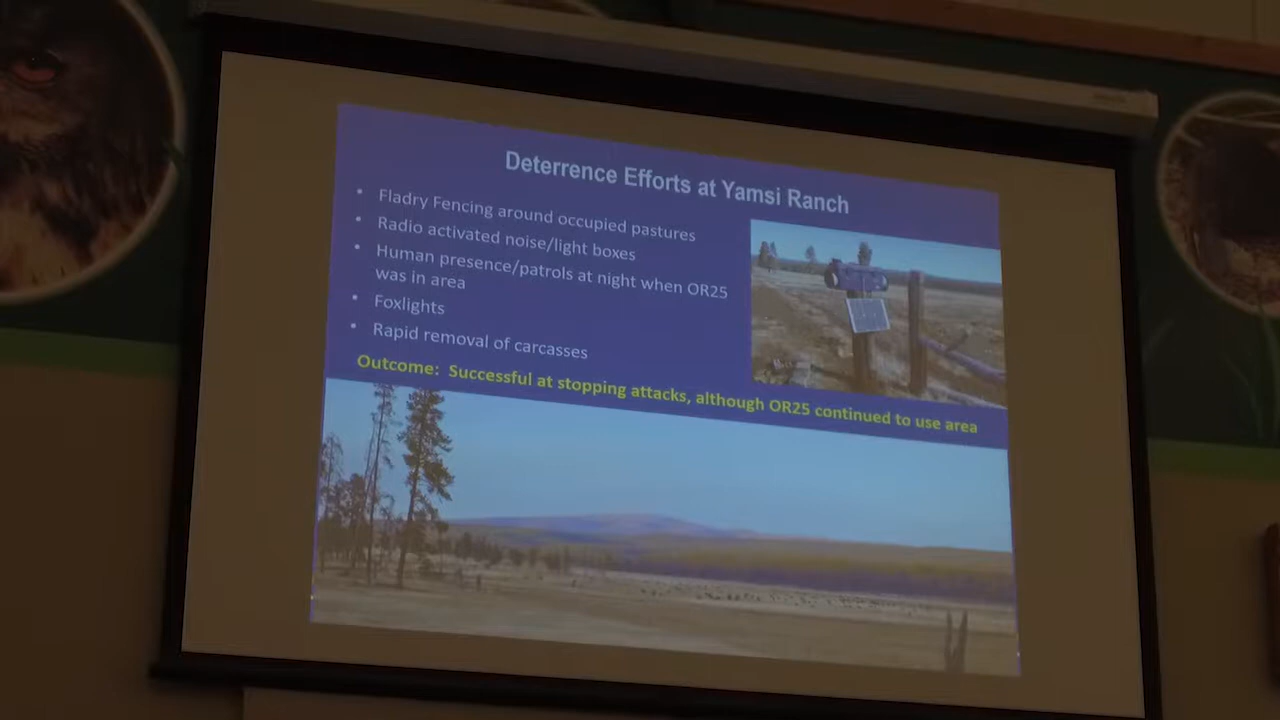 Deterrence Efforts at Yamsi Ranch
• Fladry Fencing around occupied pastures
• Radio activated noise/light boxes
• Human presence/patrols at night when OR25
was in area
• Foxlights
• Rapid removal of carcasses
Outcome: Successful at stopping attacks, although OR25 continued to use area